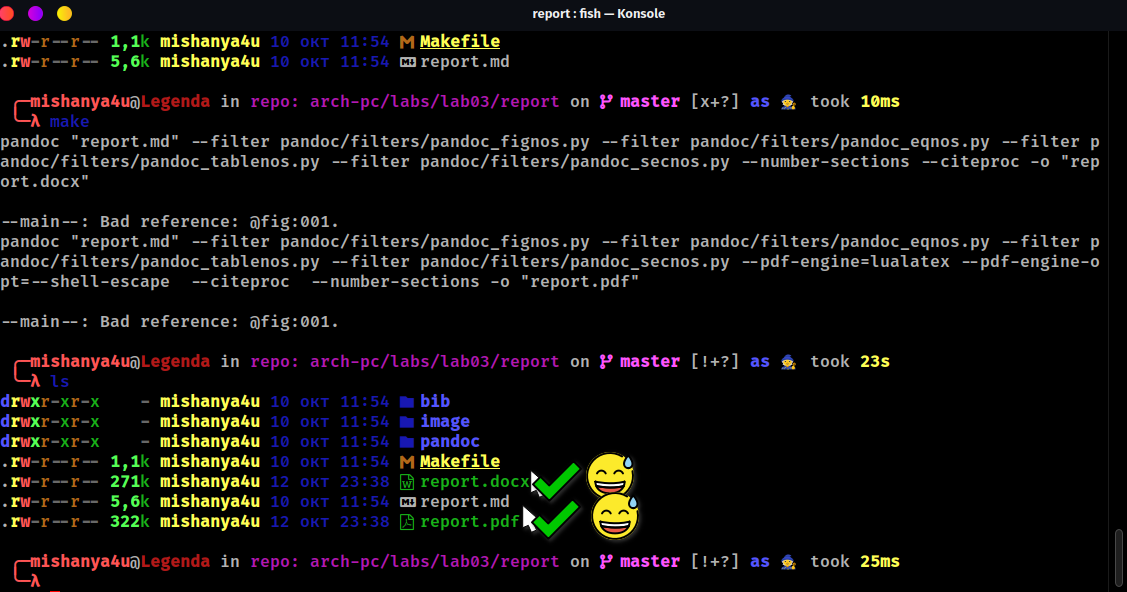 report : fish — Konsole
.rw-r--r-- 1,1k mishanya4u 10 окт 11:54 Makefile
.rw-r--r-- 5,6k mishanya4u 10 окт 11:54 report.md
mishanya4u@Legenda in repo: arch-pc/labs/lab03/report on master [x+?] as took 10ms
λ make
pandoc "report.md" --filter pandoc/filters/pandoc_fignos.py --filter pandoc/filters/pandoc_eqnos.py --filter p
andoc/filters/pandoc_tablenos.py --filter pandoc/filters/pandoc_secnos.py --number-sections --citeproc -o "rep
ort.docx"
--main--: Bad reference: @fig:001.
pandoc "report.md" --filter pandoc/filters/pandoc_fignos.py --filter pandoc/filters/pandoc_eqnos.py --filter p
andoc/filters/pandoc_tablenos.py --filter pandoc/filters/pandoc_secnos.py --pdf-engine=lualatex --pdf-engine-o
pt=--shell-escape  --citeproc  --number-sections -o "report.pdf"
--main--: Bad reference: @fig:001.
mishanya4u@Legenda in repo: arch-pc/labs/lab03/report on master [!+?] as took 23s
λ ls
drwxr-xr-x - mishanya4u 10 окт 11:54 bib
drwxr-xr-x - mishanya4u 10 окт 11:54 image
drwxr-xr-x - mishanya4u 10 окт 11:54 pandoc
.rw-r--r-- 1,1k mishanya4u 10 окт 11:54 Makefile
.rw-r--r-- 271k mishanya4u 12 окт 23:38 report.docx
.rw-r--r-- 5,6k mishanya4u 10 окт 11:54 report.md
.rw-r--r-- 322k mishanya4u 12 окт 23:38 report.pdf
mishanya4u@Legenda in repo: arch-pc/labs/lab03/report on master [!+?] as took 25ms
λ